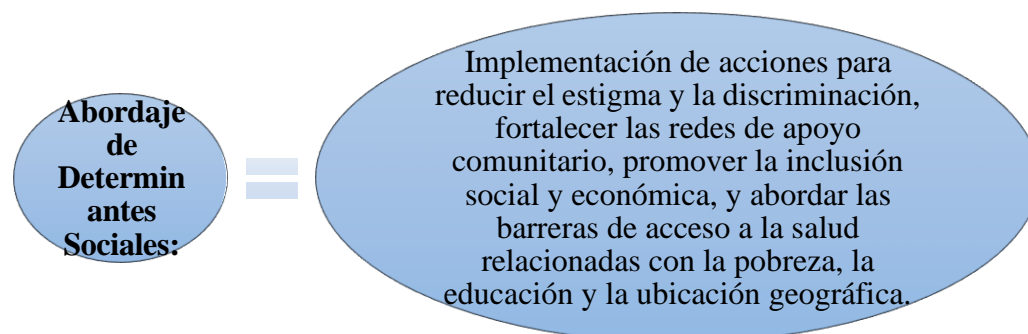 Abordaje
de
Determin
antes
Sociales:
Implementación de acciones para
reducir el estigma y la discriminación,
fortalecer las redes de apoyo
comunitario, promover la inclusión
social y económica, y abordar las
barreras de acceso a la salud
relacionadas con la pobreza, la
educación y la ubicación geográfica.